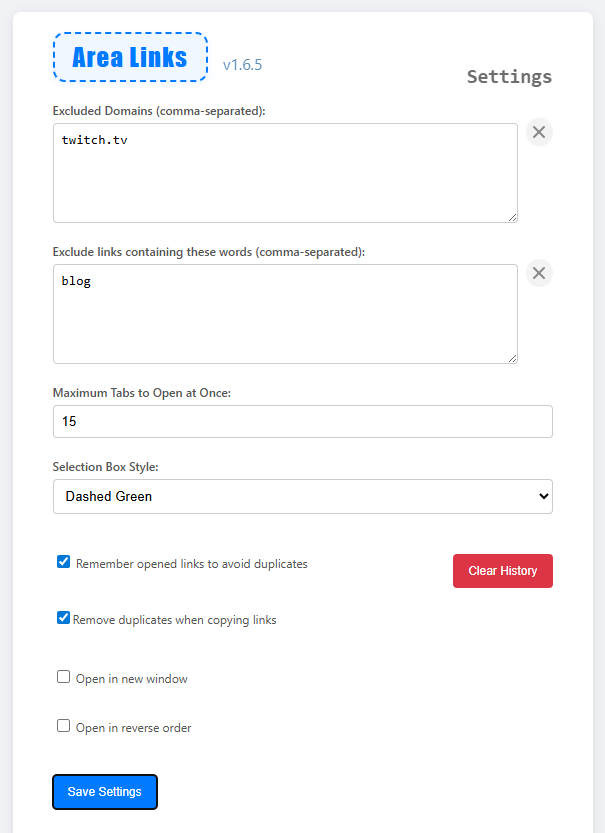 Area Links
v1.6.5
Settings
Excluded Domains (comma-separated):
twitch.tv
Exclude links containing these words (comma-separated):
blog
Maximum Tabs to Open at Once:
15
Selection Box Style:
Dashed Green
Remember opened links to avoid duplicates
Clear History
Remove duplicates when copying links
Open in new window
Open in reverse order
Save Settings